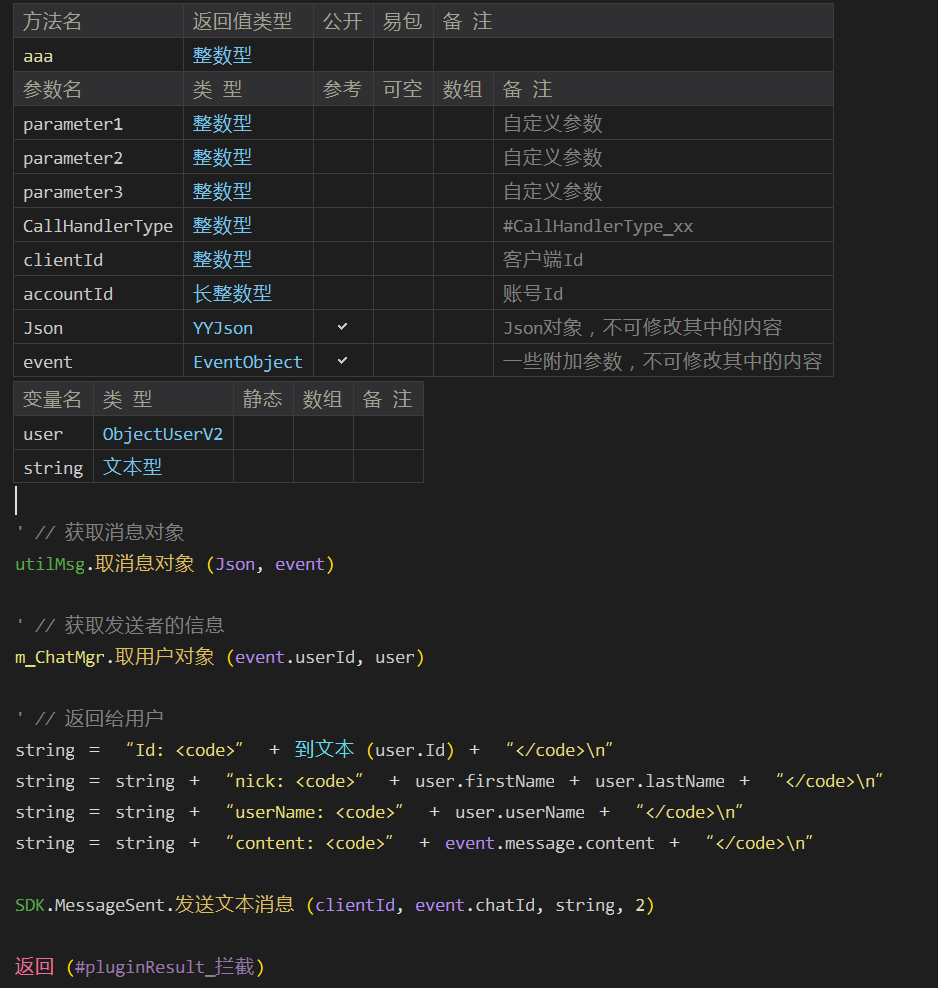 方法名 返回值类型 公开 易包 备 注
aaa 整数型
参数名 类 型 参考 可空 数组 备 注
parameter1 整数型 自定义参数
parameter2 整数型 自定义参数
parameter3 整数型 自定义参数
CallHandlerType 整数型 #CallHandlerType_xx
clientId 整数型 客户端Id
accountId 长整数型 账号Id
Json YYJson ✓ Json对象，不可修改其中的内容
event EventObject ✓ 一些附加参数，不可修改其中的内容
变量名 类 型 静态 数组 备 注
user ObjectUserV2
string 文本型
' // 获取消息对象
utilMsg.取消息对象 (Json, event)
' // 获取发送者的信息
m_ChatMgr.取用户对象 (event.userId, user)
' // 返回给用户
string = “Id: <code>” + 到文本 (user.Id) + “</code>\n”
string = string + “nick: <code>” + user.firstName + user.lastName + “</code>\n”
string = string + “userName: <code>” + user.userName + “</code>\n”
string = string + “content: <code>” + event.message.content + “</code>\n”
SDK.MessageSent.发送文本消息 (clientId, event.chatId, string, 2)
返回 (#pluginResult_拦截)